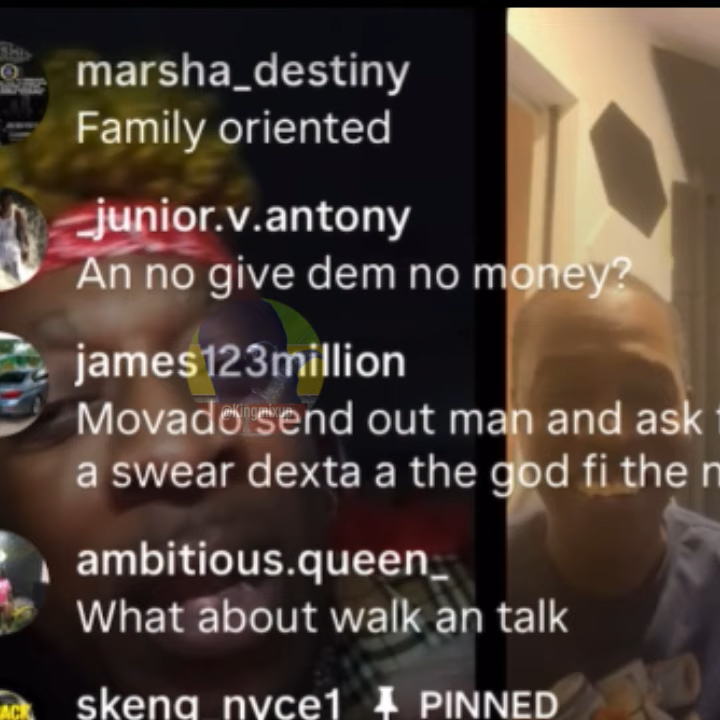 marsha_destiny
Family oriented
_junior.v.antony
An no give dem no money?
james123million
@Kingmixup
Movado send out man and ask
a swear dexta a the god fi the
ambitious.queen_
What about walk an talk
skeng_nyce1 PINNED